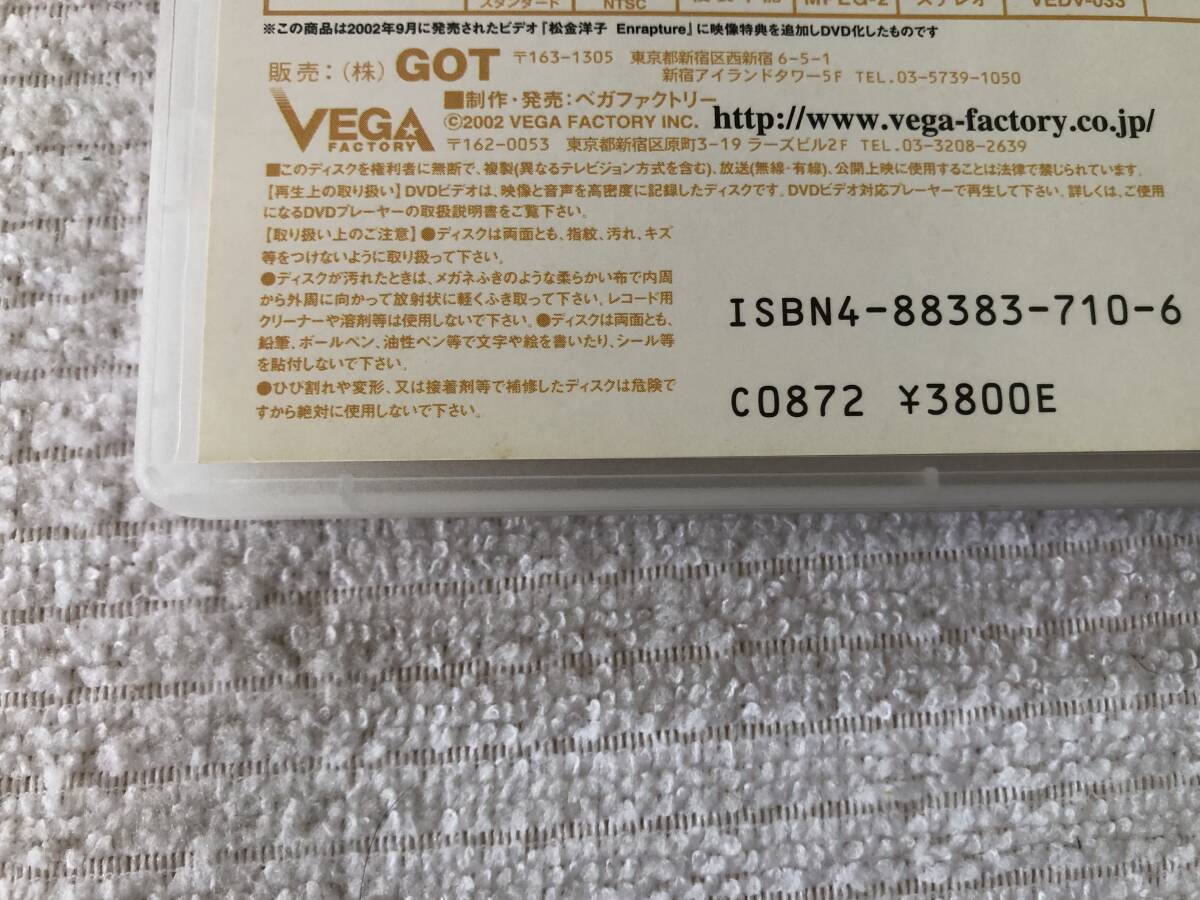 スタンダード NTSC MPEG-2 ステレオ VEDV-033
※この商品は2002年9月に発売されたビデオ『松金洋子 Enrapture』に映像特典を追加しDVD化したものです
販売：（株）GOT 〒163-1305 東京都新宿区西新宿6-5-1
新宿アイランドタワー5F TEL.03-5739-1050
VEGA FACTORY
■制作・発売：ベガファクトリー
©2002 VEGA FACTORY INC. http://www.vega-factory.co.jp/
〒162-0053 東京都新宿区原町3-19 ラーズビル2F TEL.03-3208-2639
■このディスクを権利者に無断で、複製(異なるテレビジョン方式を含む)、放送(無線・有線)、公開上映に使用することは法律で禁じられています。
【再生上の取り扱い】DVDビデオは、映像と音声を高密度に記録したディスクです。DVDビデオ対応プレーヤーで再生して下さい。詳しくは、ご使用
になるDVDプレーヤーの取扱説明書をご覧下さい。
【取り扱い上のご注意】●ディスクは両面とも、指紋、汚れ、キズ
等をつけないように取り扱って下さい。
●ディスクが汚れたときは、メガネふきのような柔らかい布で内周
から外周に向かって放射状に軽くふき取って下さい。レコード用
クリーナーや溶剤等は使用しないで下さい。●ディスクは両面とも、
鉛筆、ボールペン、油性ペン等で文字や絵を書いたり、シール等
を貼付しないで下さい。
●ひび割れや変形、又は接着剤等で補修したディスクは危険で
すから絶対に使用しないで下さい。
ISBN4-88383-710-6
C0872 ¥3800E